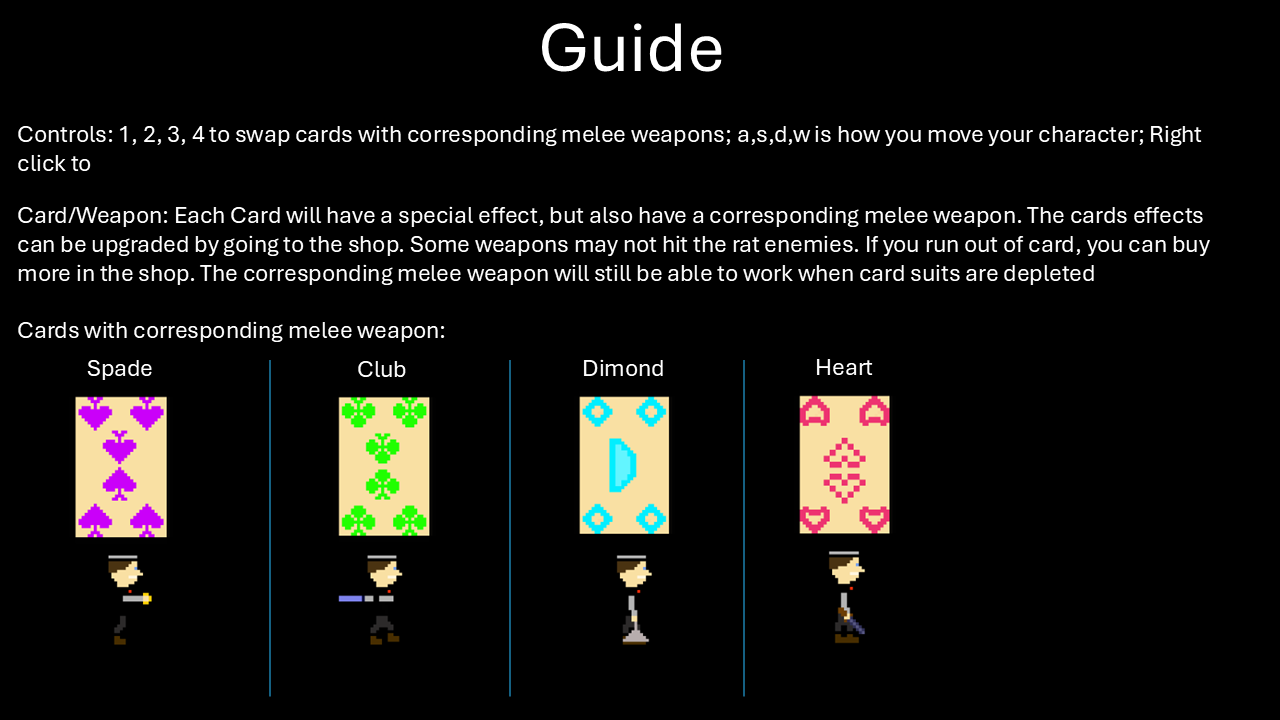 Guide
Controls: 1, 2, 3, 4 to swap cards with corresponding melee weapons; a,s,d,w is how you move your character; Right
click to
Card/Weapon: Each Card will have a special effect, but also have a corresponding melee weapon. The cards effects
can be upgraded by going to the shop. Some weapons may not hit the rat enemies. If you run out of card, you can buy
more in the shop. The corresponding melee weapon will still be able to work when card suits are depleted
Cards with corresponding melee weapon:
Spade
Club
Dimond
Heart